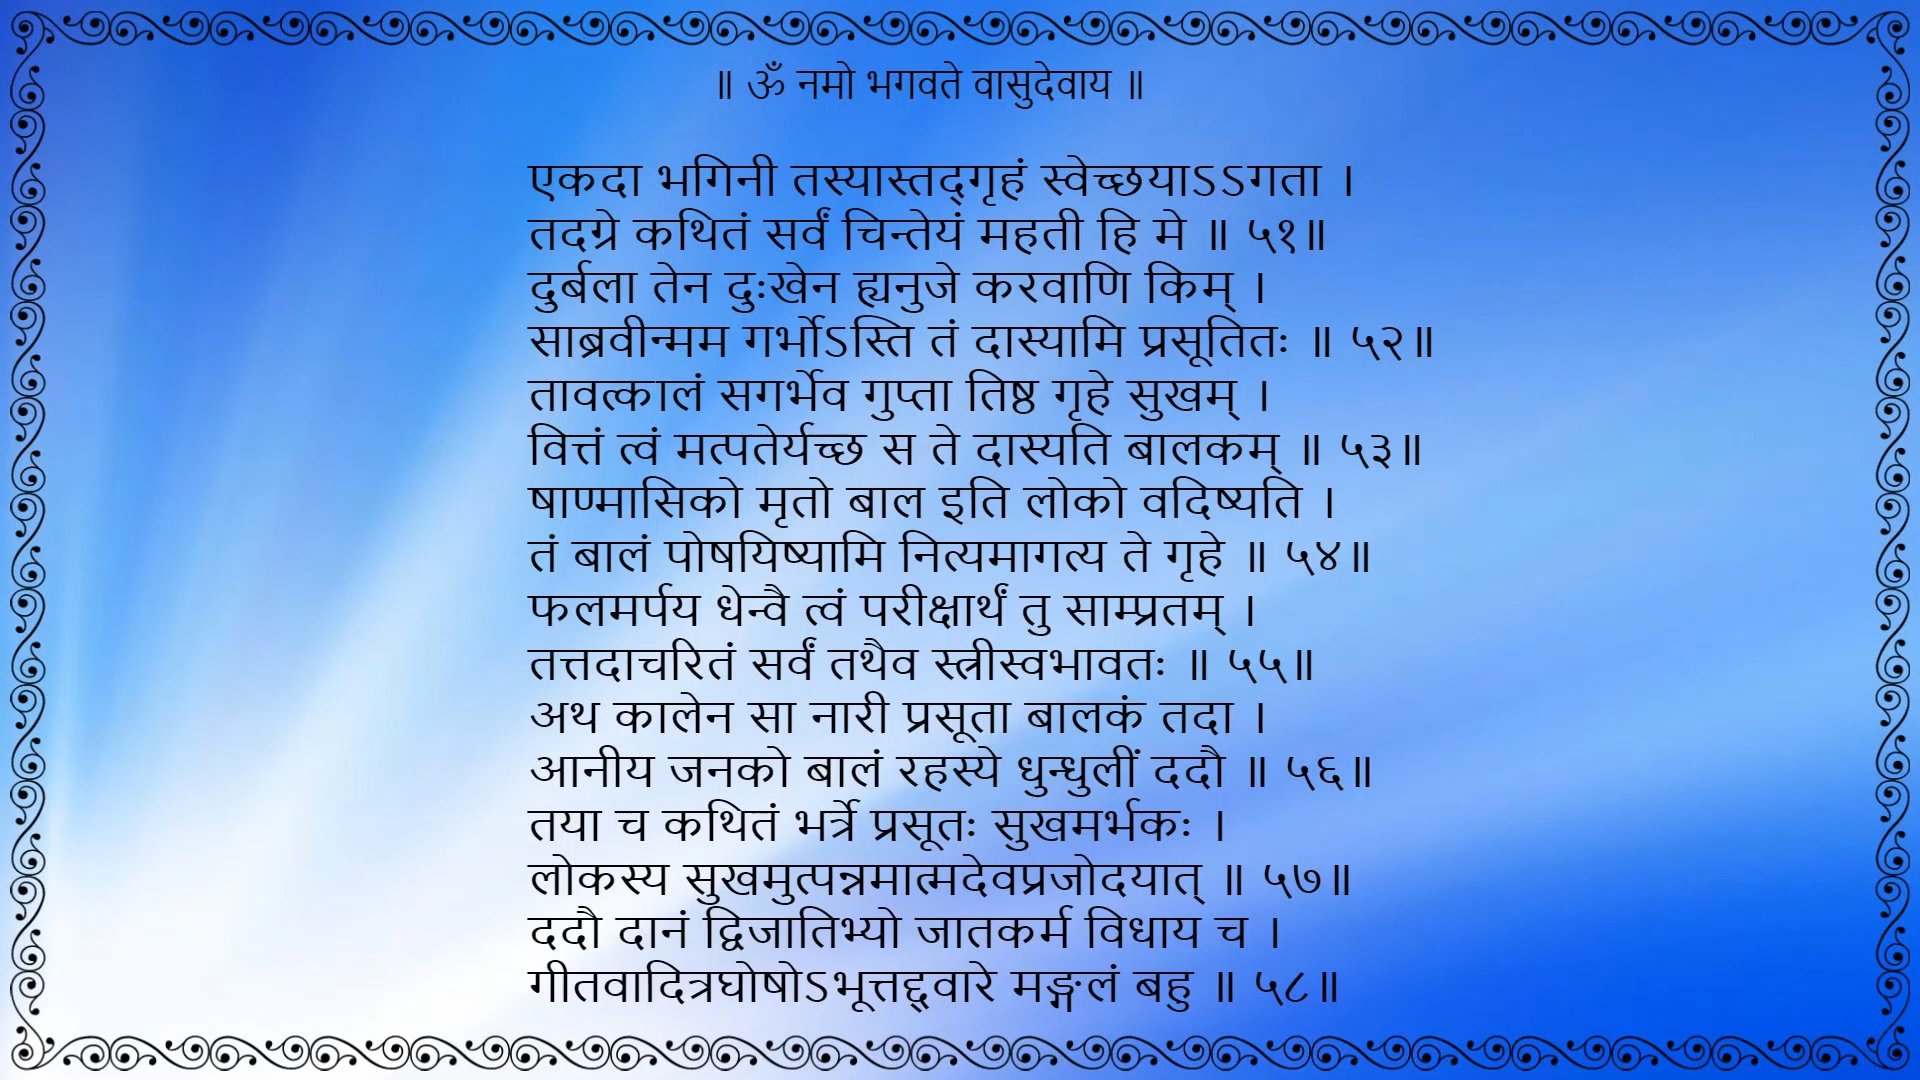 ॥ ॐ नमो भगवते वासुदेवाय ॥
एकदा भगिनी तस्यास्तद्‍गृहं स्वेच्छयाऽऽगता ।
तदग्रे कथितं सर्वं चिन्तेयं महती हि मे ॥ ५१॥
दुर्बला तेन दुःखेन ह्यनुजे करवाणि किम् ।
साब्रवीन्मम गर्भोऽस्ति तं दास्यामि प्रसूतितः ॥ ५२॥
तावत्कालं सगर्भेव गुप्ता तिष्ठ गृहे सुखम् ।
वित्तं त्वं मत्पतेर्यच्छ स ते दास्यति बालकम् ॥ ५३॥
षाण्मासिको मृतो बाल इति लोको वदिष्यति ।
तं बालं पोषयिष्यामि नित्यमागत्य ते गृहे ॥ ५४॥
फलमर्पय धेन्वै त्वं परीक्षार्थं तु साम्प्रतम् ।
तत्तदाचरितं सर्वं तथैव स्त्रीस्वभावतः ॥ ५५॥
अथ कालेन सा नारी प्रसूता बालकं तदा ।
आनीय जनको बालं रहस्ये धुन्धुलीं ददौ ॥ ५६॥
तया च कथितं भर्त्रे प्रसूतः सुखमर्भकः ।
लोकस्य सुखमुत्पन्नमात्मदेवप्रजोदयात् ॥ ५७॥
ददौ दानं द्विजातिभ्यो जातकर्म विधाय च ।
गीतवादित्रघोषोऽभूत्तद्द्वारे मङ्गलं बहु ॥ ५८॥